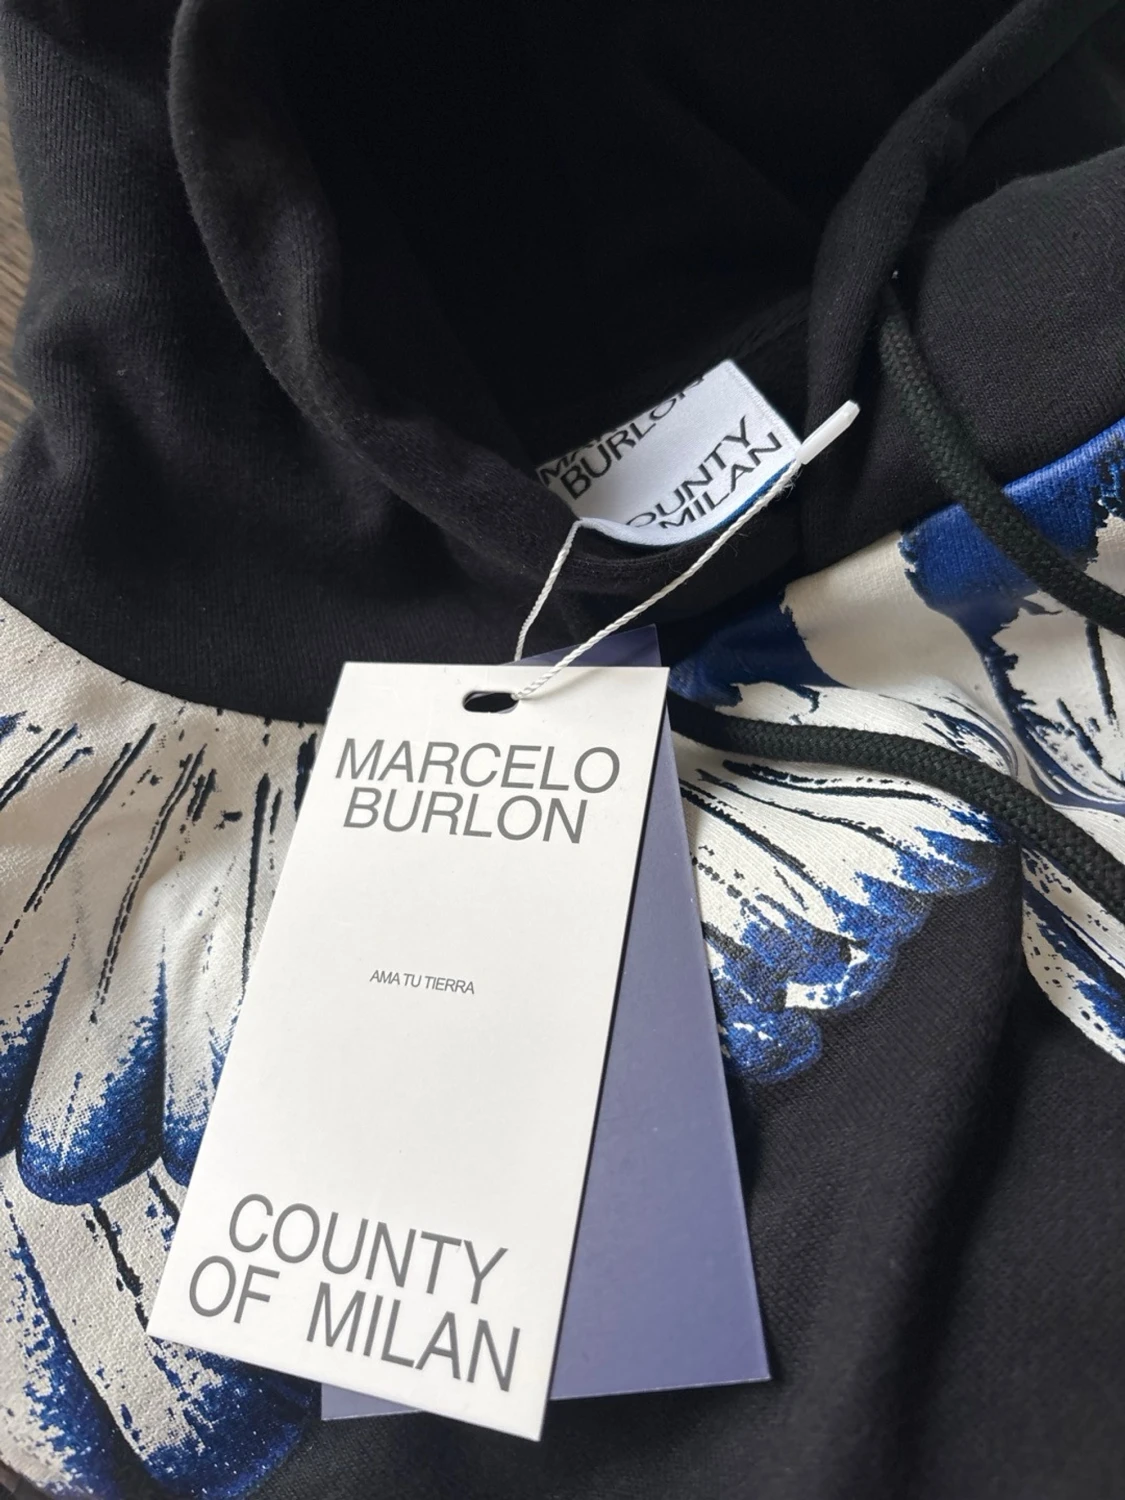 BURLON
COUNTY
MILAN
MARCELO
BURLON
AMA TU TIERRA
COUNTY
OF MILAN